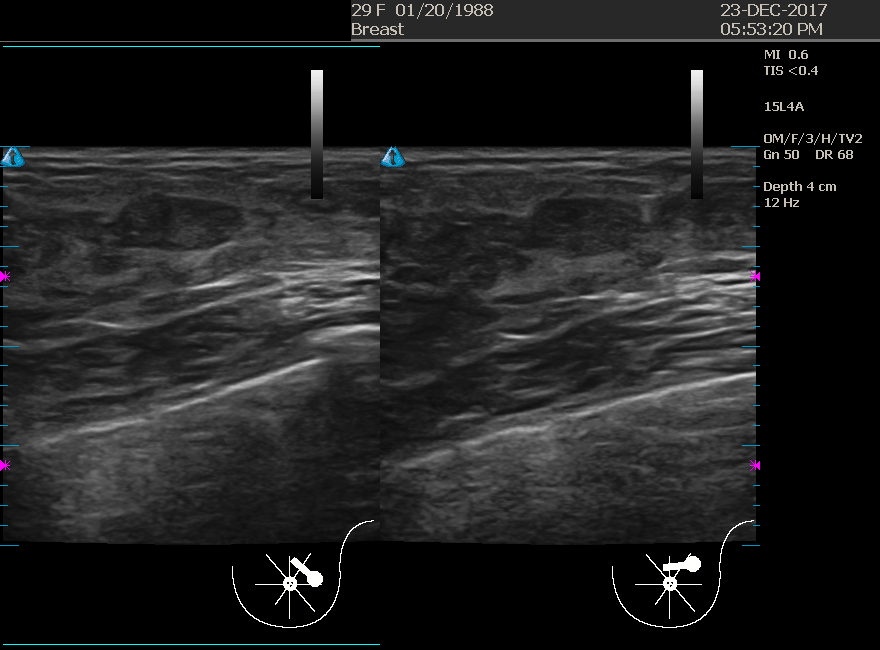 29 F 01/20/1988
23-DEC-2017
Breast
05:53:20 PM
MI 0.6
TIS <0.4
15L4A
OM/F/3/H/TV2
Gn 50 DR 68
Depth 4 cm
12 Hz